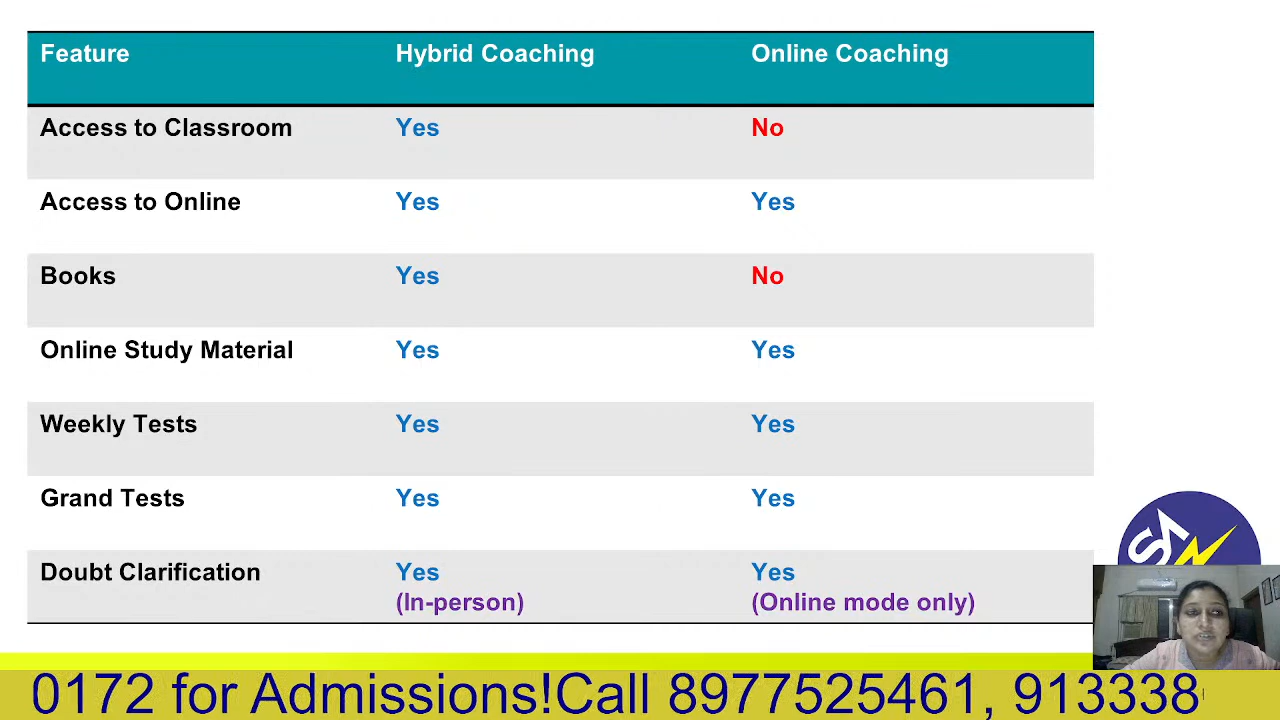 Feature Hybrid Coaching Online Coaching
Access to Classroom Yes No
Access to Online Yes Yes
Books Yes No
Online Study Material Yes Yes
Weekly Tests Yes Yes
Grand Tests Yes Yes
Doubt Clarification Yes Yes
(In-person) (Online mode only)
0172 for Admissions!Call 8977525461, 913338